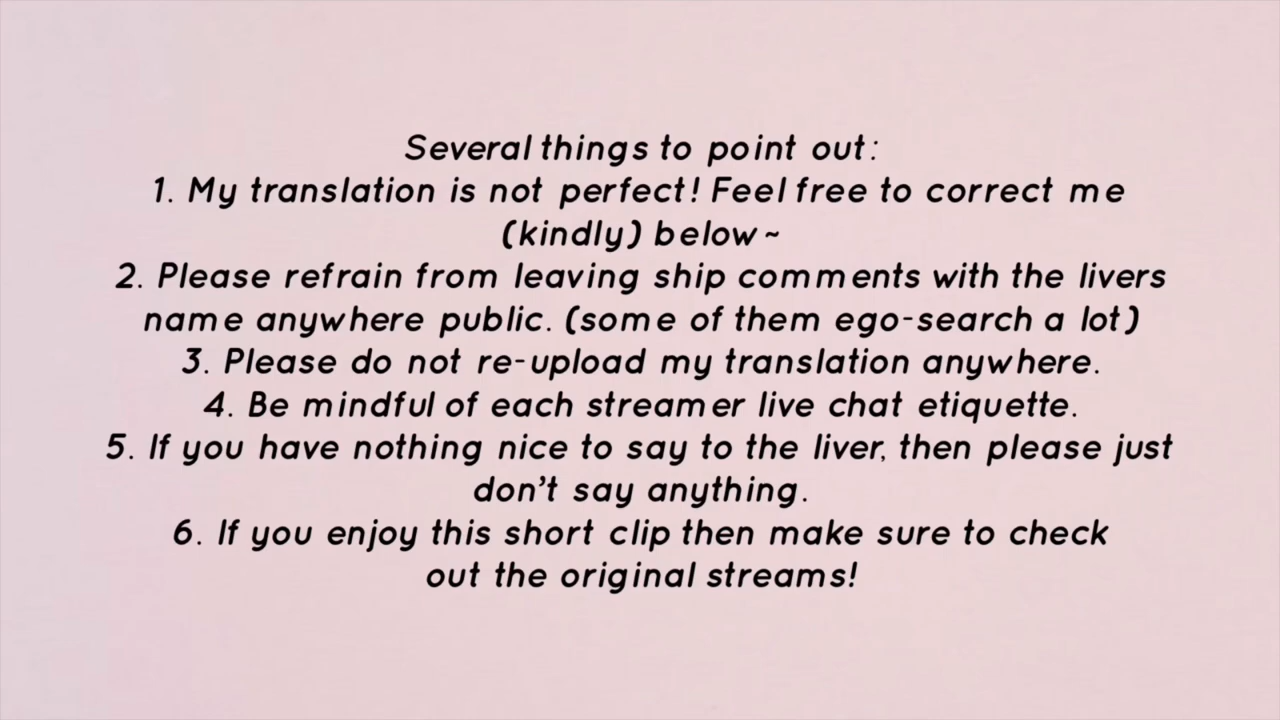 Several things to point out:
1. My translation is not perfect! Feel free to correct me
(kindly) below~
2. Please refrain from leaving ship comments with the livers
name anywhere public. (some of them ego-search a lot)
3. Please do not re-upload my translation anywhere.
4. Be mindful of each streamer live chat etiquette.
5. If you have nothing nice to say to the liver, then please just
don't say anything.
6. If you enjoy this short clip then make sure to check
out the original streams!